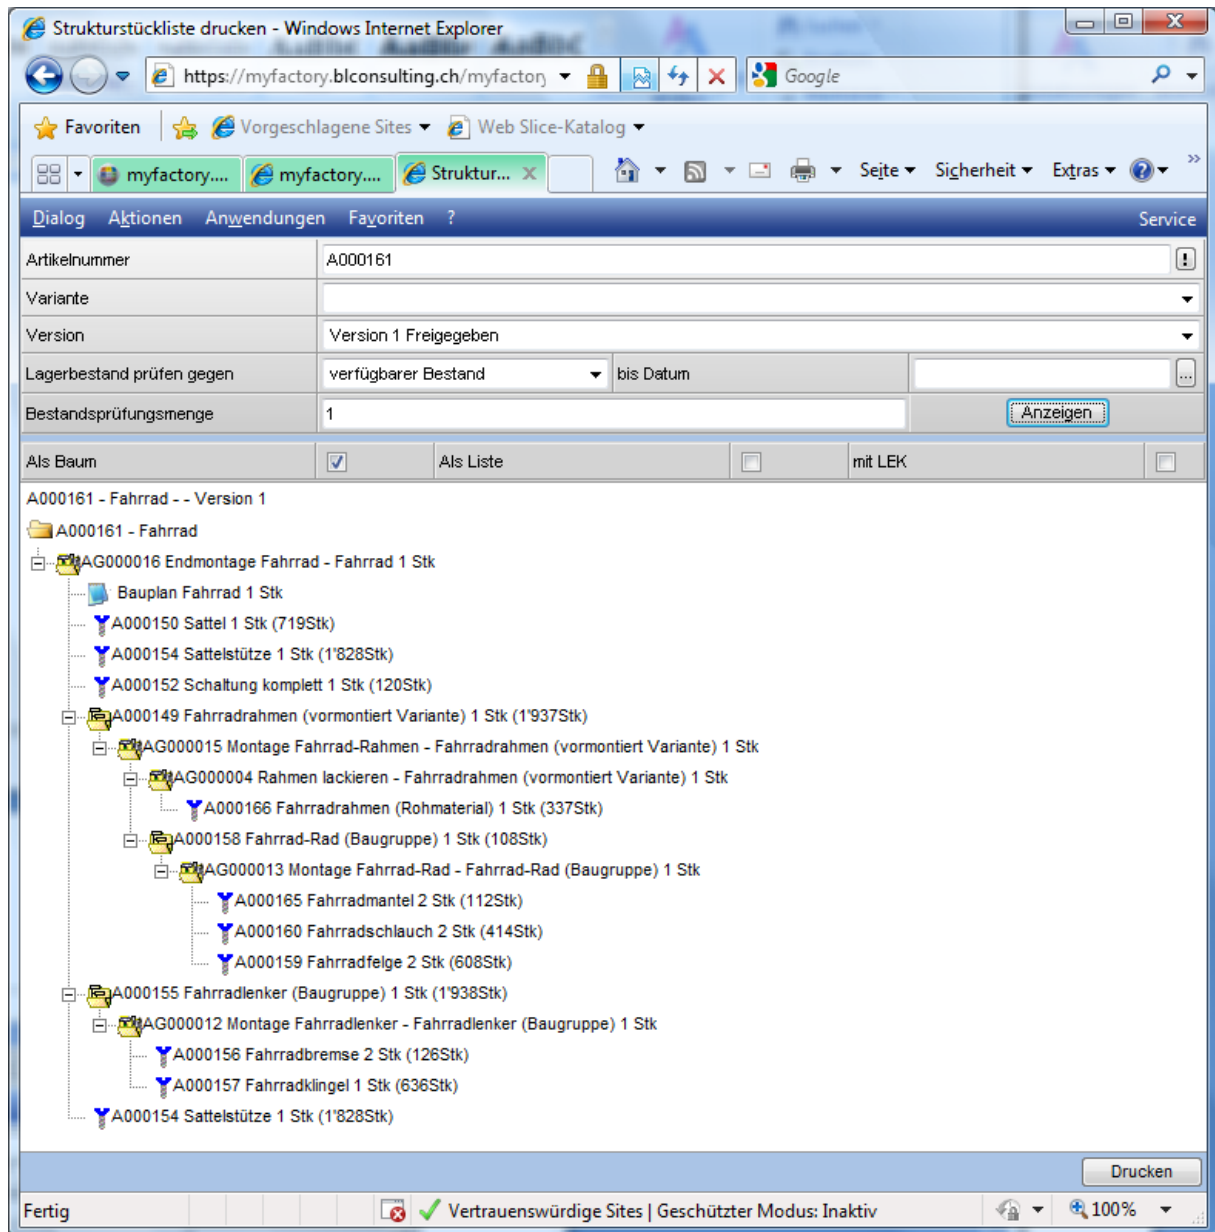 Strukturstückliste drucken - Windows Internet Explorer
https://myfactory.blconsulting.ch/myfactory
Google
Favoriten Vorgeschlagene Sites Web Slice-Katalog
myfactory.... myfactory.... Struktur... Seite Sicherheit Extras
Dialog Aktionen Anwendungen Favoriten ? Service
Artikelnummer A000161
Variante
Version Version 1 Freigegeben
Lagerbestand prüfen gegen verfügbarer Bestand bis Datum ...
Bestandsprüfungsmenge 1 Anzeigen
Als Baum Als Liste mit LEK
A000161 - Fahrrad - - Version 1
A000161 - Fahrrad
AG000016 Endmontage Fahrrad - Fahrrad 1 Stk
Bauplan Fahrrad 1 Stk
A000150 Sattel 1 Stk (719Stk)
A000154 Sattelstütze 1 Stk (1'828Stk)
A000152 Schaltung komplett 1 Stk (120Stk)
A000149 Fahrradrahmen (vormontiert Variante) 1 Stk (1'937Stk)
AG000015 Montage Fahrrad-Rahmen - Fahrradrahmen (vormontiert Variante) 1 Stk
AG000004 Rahmen lackieren - Fahrradrahmen (vormontiert Variante) 1 Stk
A000166 Fahrradrahmen (Rohmaterial) 1 Stk (337Stk)
A000158 Fahrrad-Rad (Baugruppe) 1 Stk (108Stk)
AG000013 Montage Fahrrad-Rad - Fahrrad-Rad (Baugruppe) 1 Stk
A000165 Fahrradmantel 2 Stk (112Stk)
A000160 Fahrradschlauch 2 Stk (414Stk)
A000159 Fahrradfelge 2 Stk (608Stk)
A000155 Fahrradlenker (Baugruppe) 1 Stk (1'938Stk)
AG000012 Montage Fahrradlenker - Fahrradlenker (Baugruppe) 1 Stk
A000156 Fahrradbremse 2 Stk (126Stk)
A000157 Fahrradklingel 1 Stk (636Stk)
A000154 Sattelstütze 1 Stk (1'828Stk)
Drucken
Fertig Vertrauenswürdige Sites | Geschützter Modus: Inaktiv 100%